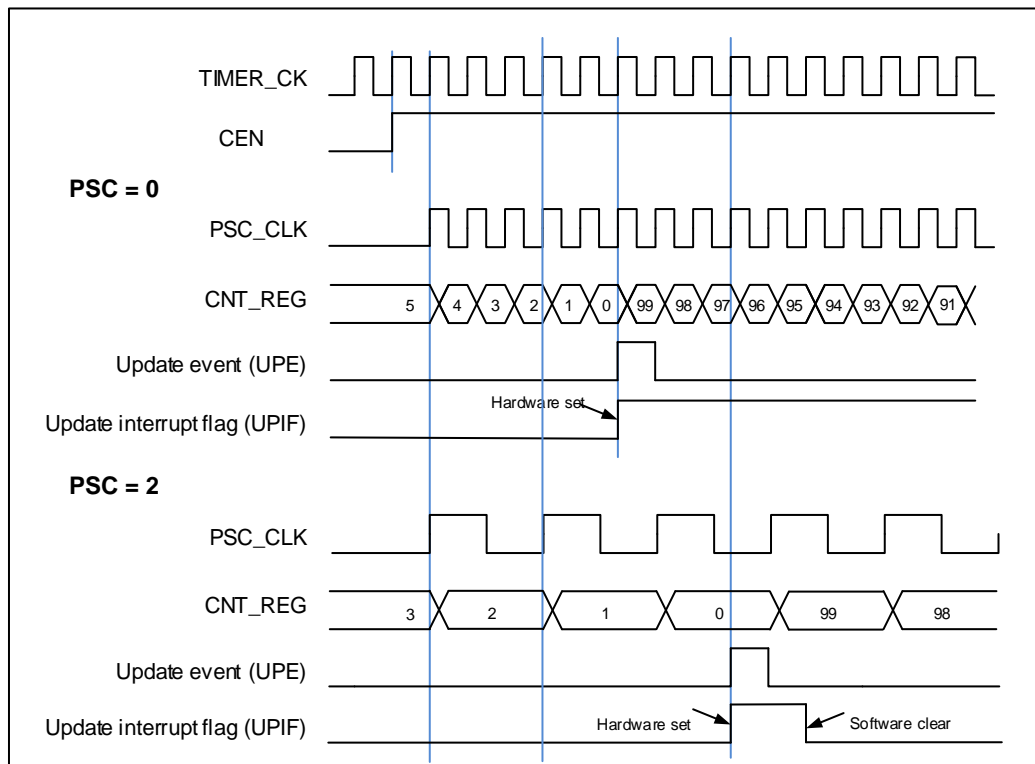 TIMER_CK
CEN
PSC = 0
PSC_CLK
CNT_REG 5 4 3 2 1 0 99 98 97 96 95 94 93 92 91
Update event (UPE)
Hardware set
Update interrupt flag (UPIF)
PSC = 2
PSC_CLK
CNT_REG 3 2 1 0 99 98
Update event (UPE)
Update interrupt flag (UPIF) Hardware set Software clear